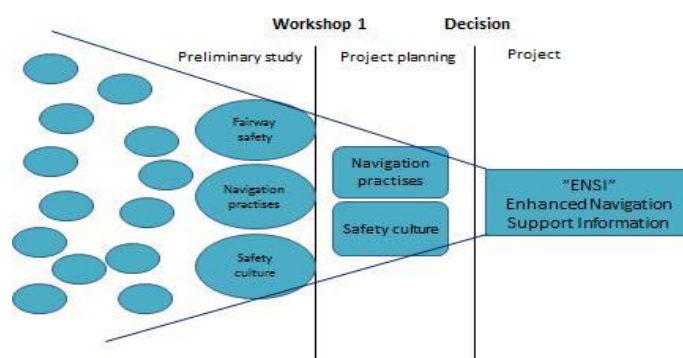 Workshop 1
Decision
Preliminary study
Project planning
Project
Fairway
safety
Navigation
practises
Safety
culture
Navigation
practises
Safety culture
”ENSI”
Enhanced Navigation
Support Information